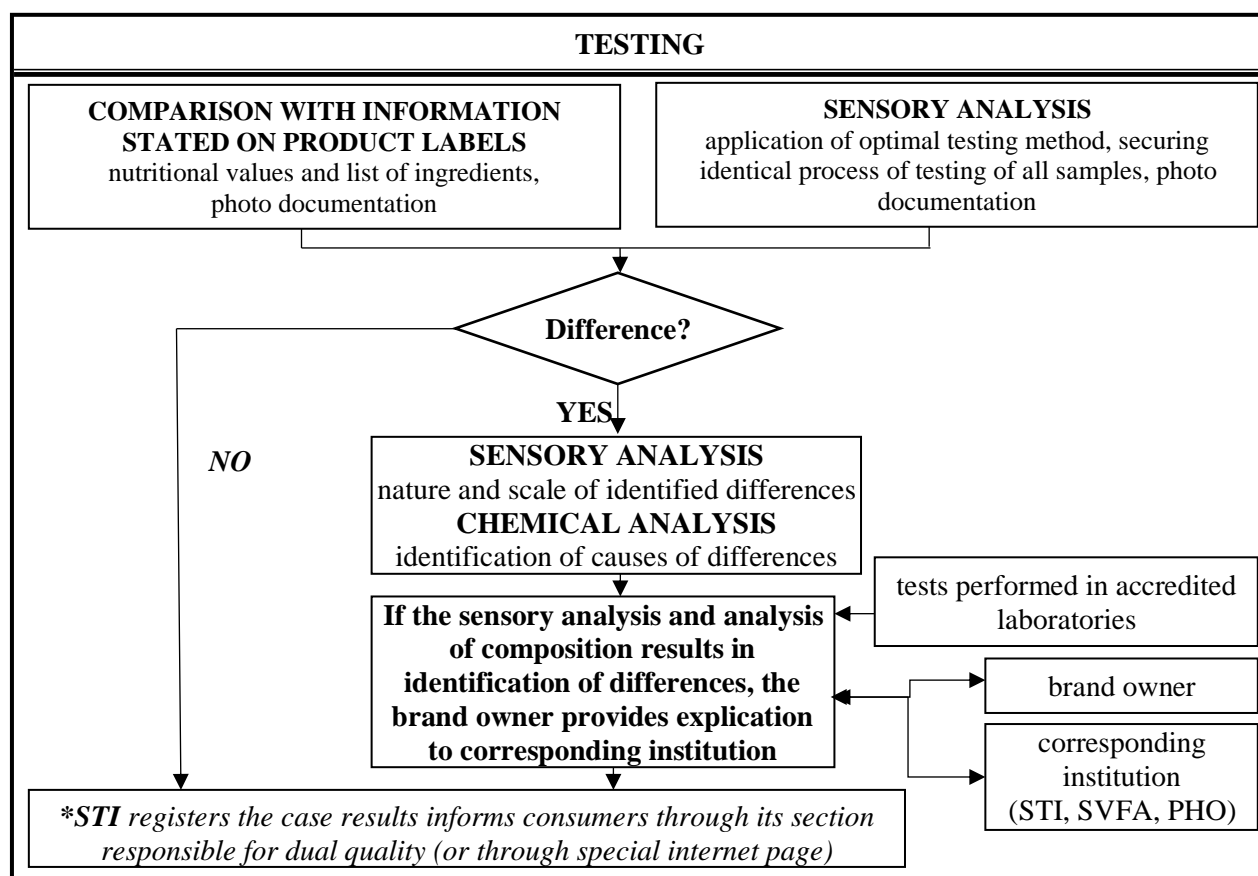 TESTING
COMPARISON WITH INFORMATION
STATED ON PRODUCT LABELS
nutritional values and list of ingredients,
photo documentation
SENSORY ANALYSIS
application of optimal testing method, securing
identical process of testing of all samples, photo
documentation
Difference?
YES
NO
SENSORY ANALYSIS
nature and scale of identified differences
CHEMICAL ANALYSIS
identification of causes of differences
tests performed in accredited
laboratories
If the sensory analysis and analysis
of composition results in
identification of differences, the
brand owner provides explication
to corresponding institution
brand owner
corresponding
institution
(STI, SVFA, PHO)
*STI registers the case results informs consumers through its section
responsible for dual quality (or through special internet page)